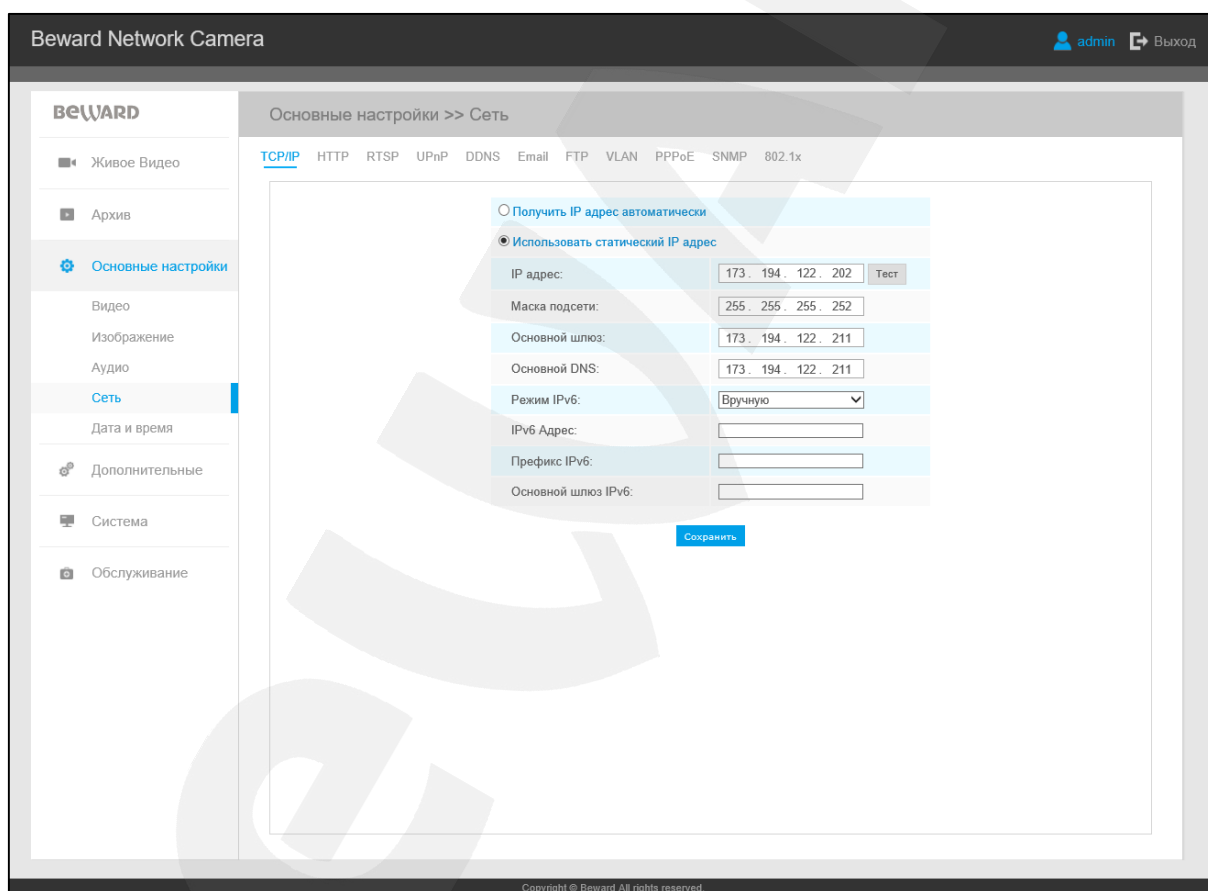 Beward Network Camera
admin Выход
BEWARD
Основные настройки >> Сеть
Живое Видео
Архив
Основные настройки
Видео
Изображение
Аудио
Сеть
Дата и время
Дополнительные
Система
Обслуживание
TCP/IP HTTP RTSP UPnP DDNS Email FTP VLAN PPPoE SNMP 802.1x
Получить IP адрес автоматически
Использовать статический IP адрес
IP адрес: 173. 194. 122. 202 Тест
Маска подсети: 255. 255. 255. 252
Основной шлюз: 173. 194. 122. 211
Основной DNS: 173. 194. 122. 211
Режим IPv6: Вручную
IPv6 Адрес:
Префикс IPv6:
Основной шлюз IPv6:
Сохранить
Copyright © Beward All rights reserved.